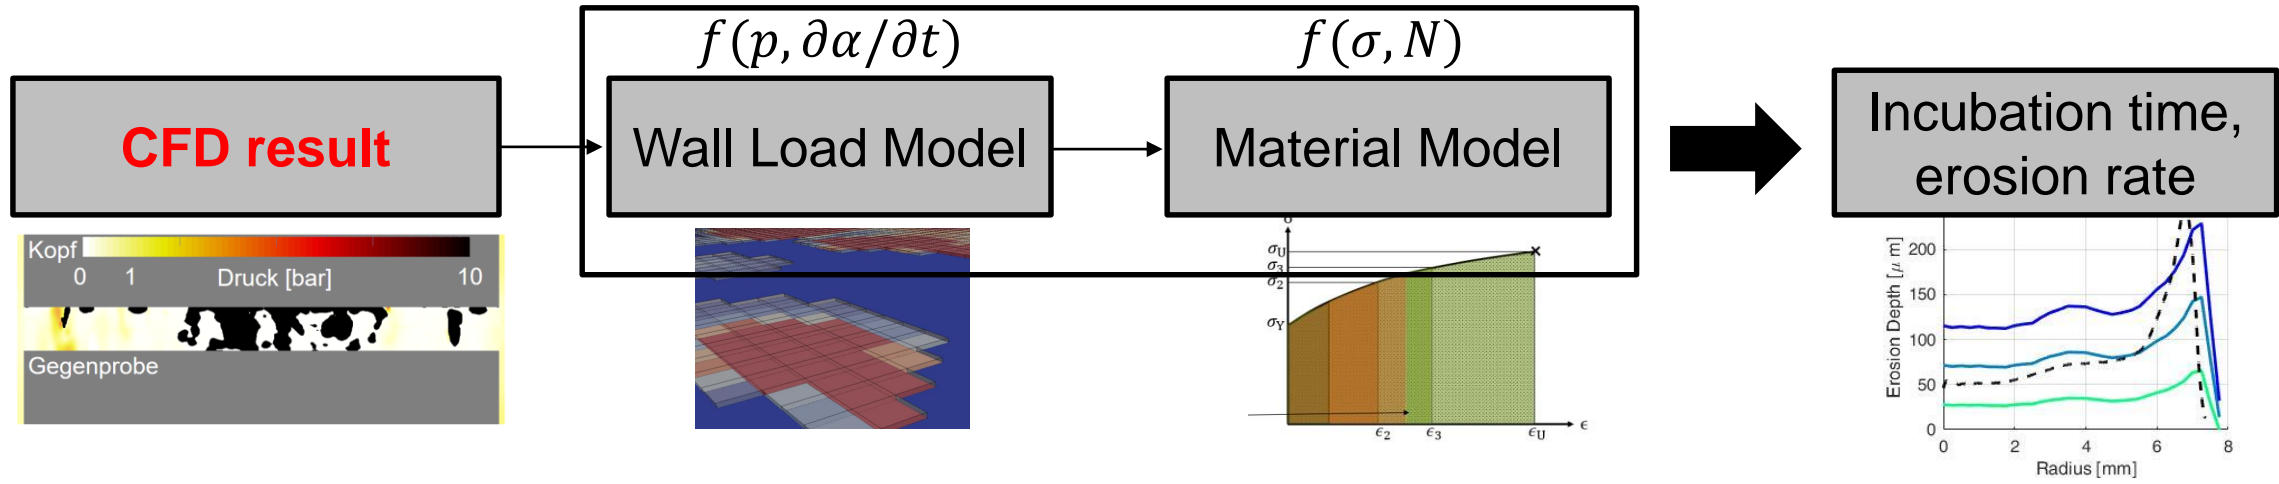 f(p, ∂α/∂t)
f(σ, N)
CFD result
Wall Load Model
Material Model
Incubation time,
erosion rate
Kopf
0 1 Druck [bar] 10
Gegenprobe
σU
σ3
σ2
σY
ϵ2 ϵ3 ϵU ϵ
Erosion Depth [μ m]
200
150
100
50
0
0 2 4 6 8
Radius [mm]